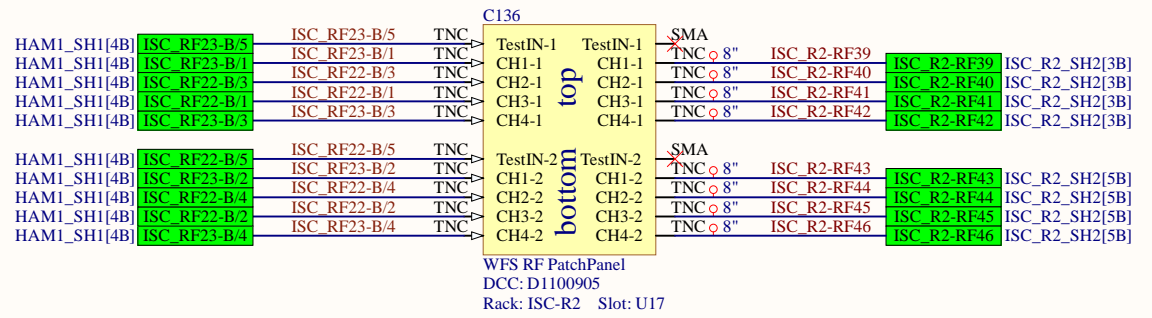 C136
HAM1_SH1[4B] ISC_RF23-B/5 ISC_RF23-B/5 TNC TestIN-1 TestIN-1 SMA
HAM1_SH1[4B] ISC_RF23-B/1 ISC_RF23-B/1 TNC CH1-1 CH1-1 TNC 8" ISC_R2-RF39 ISC_R2-RF39 ISC_R2_SH2[3B]
HAM1_SH1[4B] ISC_RF22-B/3 ISC_RF22-B/3 TNC CH2-1 CH2-1 TNC 8" ISC_R2-RF40 ISC_R2-RF40 ISC_R2_SH2[3B]
HAM1_SH1[4B] ISC_RF22-B/1 ISC_RF22-B/1 TNC CH3-1 CH3-1 TNC 8" ISC_R2-RF41 ISC_R2-RF41 ISC_R2_SH2[3B]
HAM1_SH1[4B] ISC_RF23-B/3 ISC_RF23-B/3 TNC CH4-1 CH4-1 TNC 8" ISC_R2-RF42 ISC_R2-RF42 ISC_R2_SH2[3B]
top
HAM1_SH1[4B] ISC_RF22-B/5 ISC_RF22-B/5 TNC TestIN-2 TestIN-2 SMA
HAM1_SH1[4B] ISC_RF23-B/2 ISC_RF23-B/2 TNC CH1-2 CH1-2 TNC 8" ISC_R2-RF43 ISC_R2-RF43 ISC_R2_SH2[5B]
HAM1_SH1[4B] ISC_RF22-B/4 ISC_RF22-B/4 TNC CH2-2 CH2-2 TNC 8" ISC_R2-RF44 ISC_R2-RF44 ISC_R2_SH2[5B]
HAM1_SH1[4B] ISC_RF22-B/2 ISC_RF22-B/2 TNC CH3-2 CH3-2 TNC 8" ISC_R2-RF45 ISC_R2-RF45 ISC_R2_SH2[5B]
HAM1_SH1[4B] ISC_RF23-B/4 ISC_RF23-B/4 TNC CH4-2 CH4-2 TNC 8" ISC_R2-RF46 ISC_R2-RF46 ISC_R2_SH2[5B]
bottom
WFS RF PatchPanel
DCC: D1100905
Rack: ISC-R2 Slot: U17